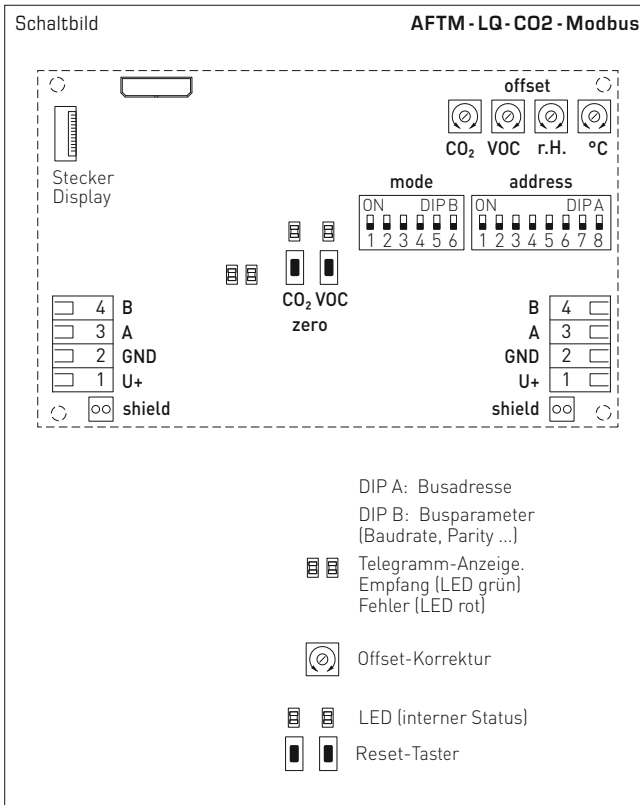 Schaltbild
AFTM-LQ-CO2-Modbus
offset
CO₂ VOC r.H. °C
Stecker
Display
mode
address
ON DIP B
1 2 3 4 5 6
ON DIP A
1 2 3 4 5 6 7 8
CO₂ VOC
zero
4 B
3 A
2 GND
1 U+
shield
B 4
A 3
GND 2
U+ 1
shield
DIP A: Busadresse
DIP B: Busparameter
(Baudrate, Parity ...)
Telegramm-Anzeige.
Empfang (LED grün)
Fehler (LED rot)
Offset-Korrektur
LED (interner Status)
Reset-Taster